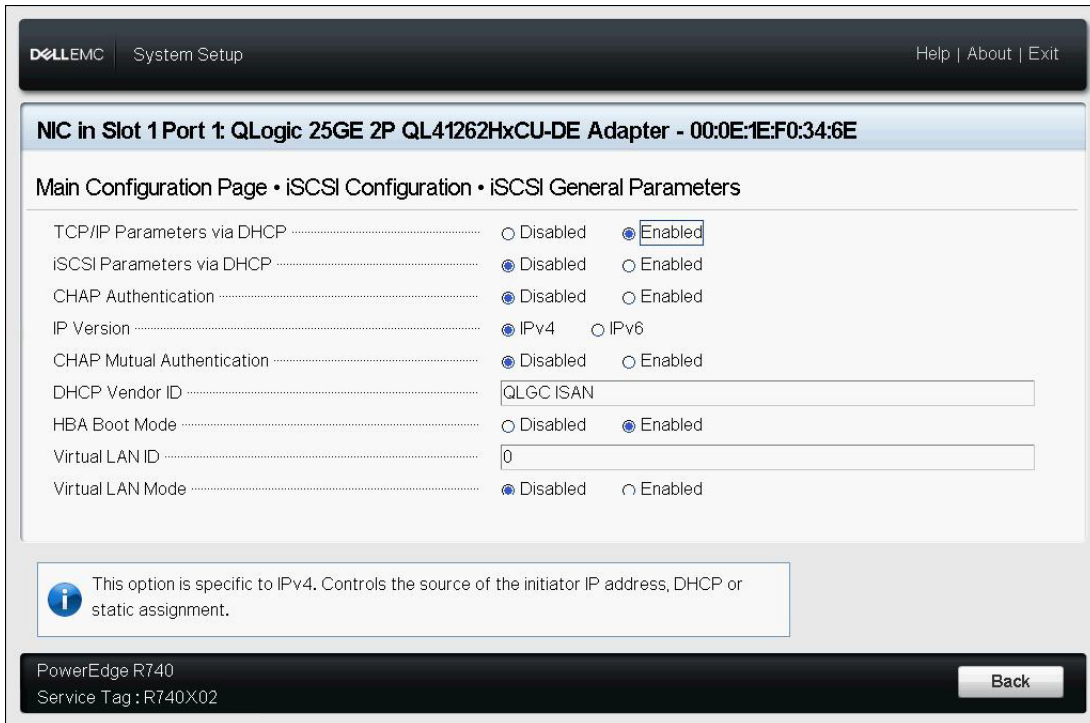 DELLEMC System Setup Help | About | Exit
NIC in Slot 1 Port 1: QLogic 25GE 2P QL41262HxCU-DE Adapter - 00:0E:1E:F0:34:6E
Main Configuration Page • iSCSI Configuration • iSCSI General Parameters
TCP/IP Parameters via DHCP Disabled Enabled
iSCSI Parameters via DHCP Disabled Enabled
CHAP Authentication Disabled Enabled
IP Version IPv4 IPv6
CHAP Mutual Authentication Disabled Enabled
DHCP Vendor ID QLGC ISAN
HBA Boot Mode Disabled Enabled
Virtual LAN ID 0
Virtual LAN Mode Disabled Enabled
This option is specific to IPv4. Controls the source of the initiator IP address, DHCP or
static assignment.
PowerEdge R740
Service Tag : R740X02
Back